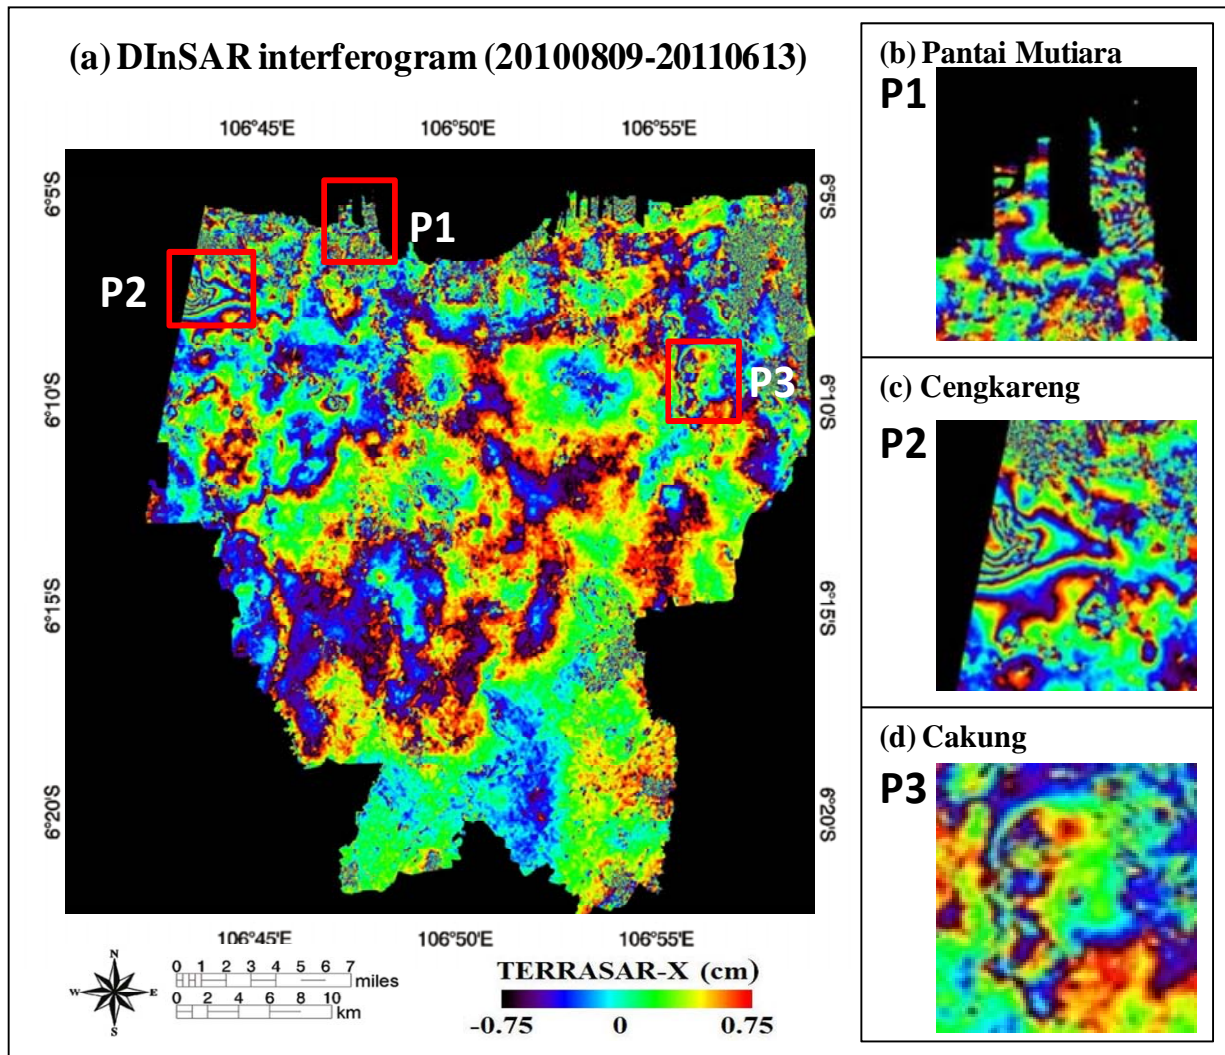 (a) DInSAR interferogram (20100809-20110613)
106°45'E 106°50'E 106°55'E
6°5'S 6°5'S
P1
P2
P3
6°10'S 6°10'S
6°15'S 6°15'S
6°20'S 6°20'S
106°45'E 106°50'E 106°55'E
N
W E
S
0 1 2 3 4 5 6 7 miles
0 2 4 6 8 10 km
TERRASAR-X (cm)
-0.75 0 0.75
(b) Pantai Mutiara
P1
(c) Cengkareng
P2
(d) Cakung
P3